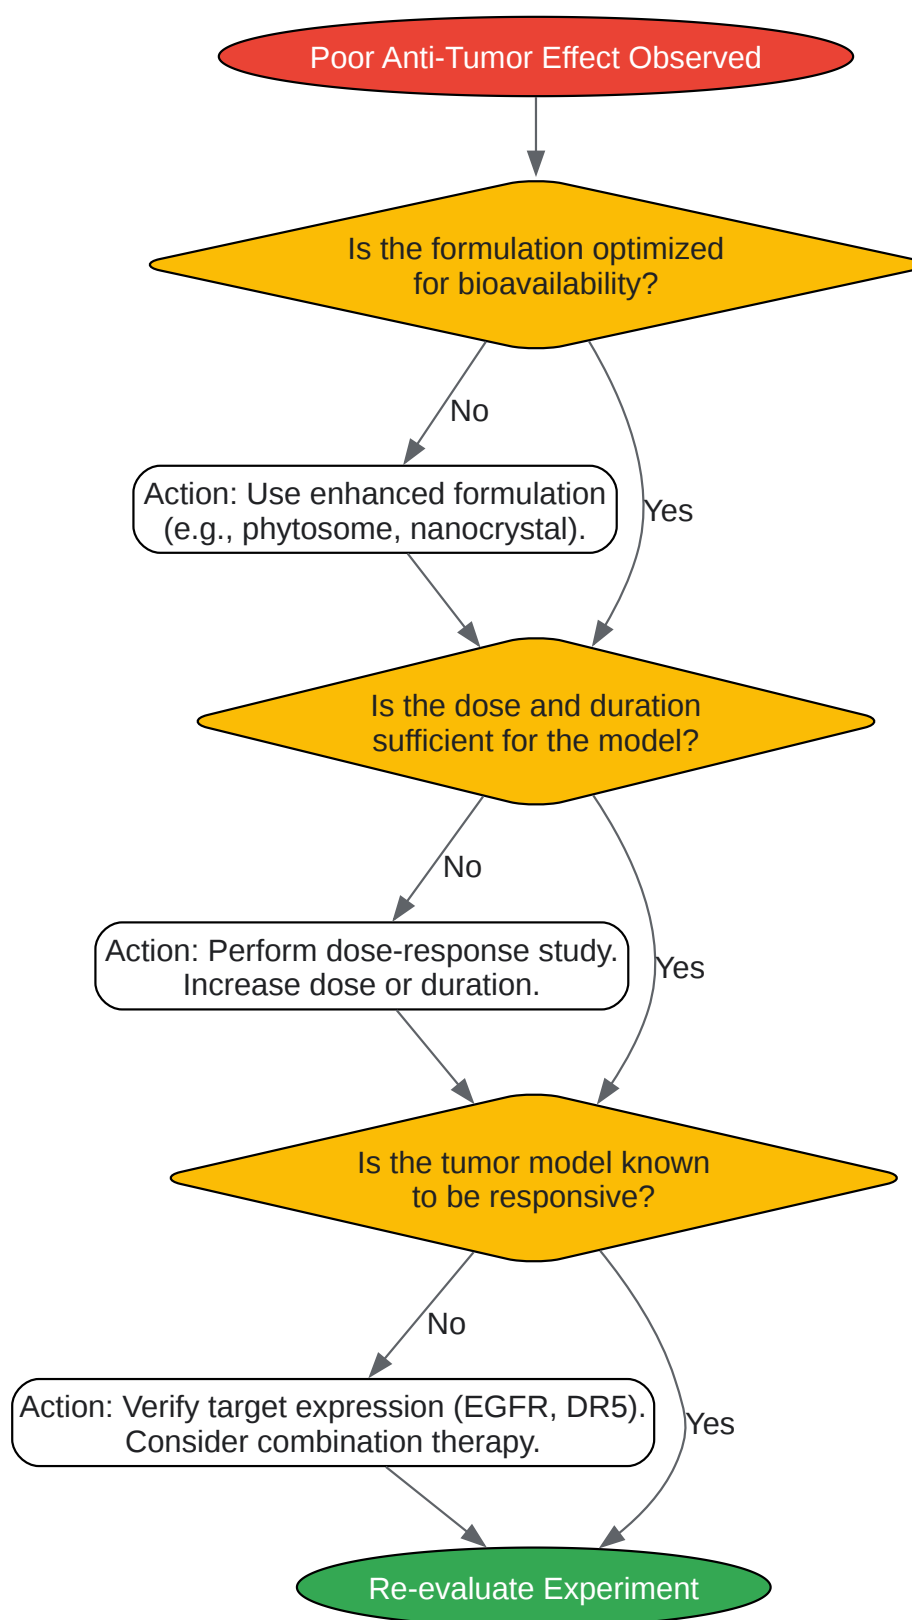 Poor Anti-Tumor Effect Observed
Is the formulation optimized
for bioavailability?
No
Action: Use enhanced formulation
(e.g., phytosome, nanocrystal).
Yes
Is the dose and duration
sufficient for the model?
No
Action: Perform dose-response study.
Increase dose or duration.
Yes
Is the tumor model known
to be responsive?
No
Action: Verify target expression (EGFR, DR5).
Consider combination therapy.
Yes
Re-evaluate Experiment